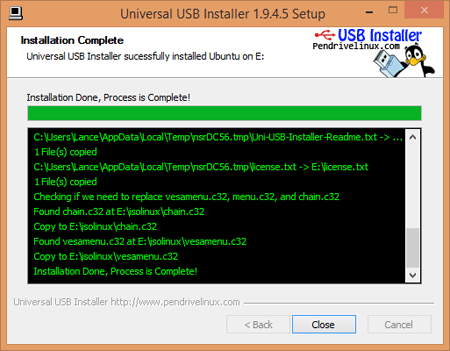 Universal USB Installer 1.9.4.5 Setup
Installation Complete
Universal USB Installer sucessfully installed Ubuntu on E:
USB Installer
Pendrivelinux.com
Installation Done, Process is Complete!
C:\Users\Lance\AppData\Local\Temp\nsrDC56.tmp\Uni-USB-Installer-Readme.txt -> ...
1 File(s) copied
C:\Users\Lance\AppData\Local\Temp\nsrDC56.tmp\license.txt -> E:\license.txt
1 File(s) copied
Checking if we need to replace vesamenu.c32, menu.c32, and chain.c32
Found chain.c32 at E:\isolinux\chain.c32
Copy to E:\isolinux\chain.c32
Found vesamenu.c32 at E:\isolinux\vesamenu.c32
Copy to E:\isolinux\vesamenu.c32
Installation Done, Process is Complete!
Universal USB Installer http://www.pendrivelinux.com
< Back
Close
Cancel